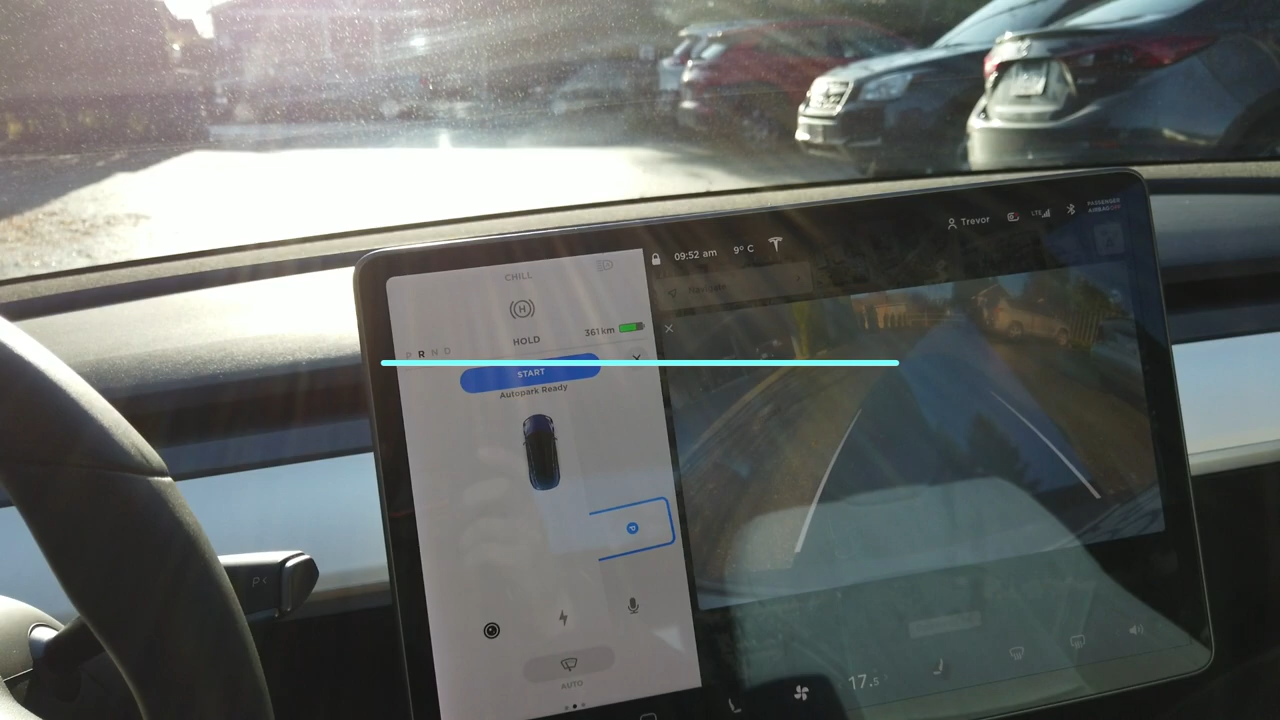 Trevor
LTE
PASSENGER
AIRBAG OFF
09:52 am
9° C
CHILL
Navigate
H
HOLD
361 km
P R N D
START
Autopark Ready
P
P<
AUTO
17.5